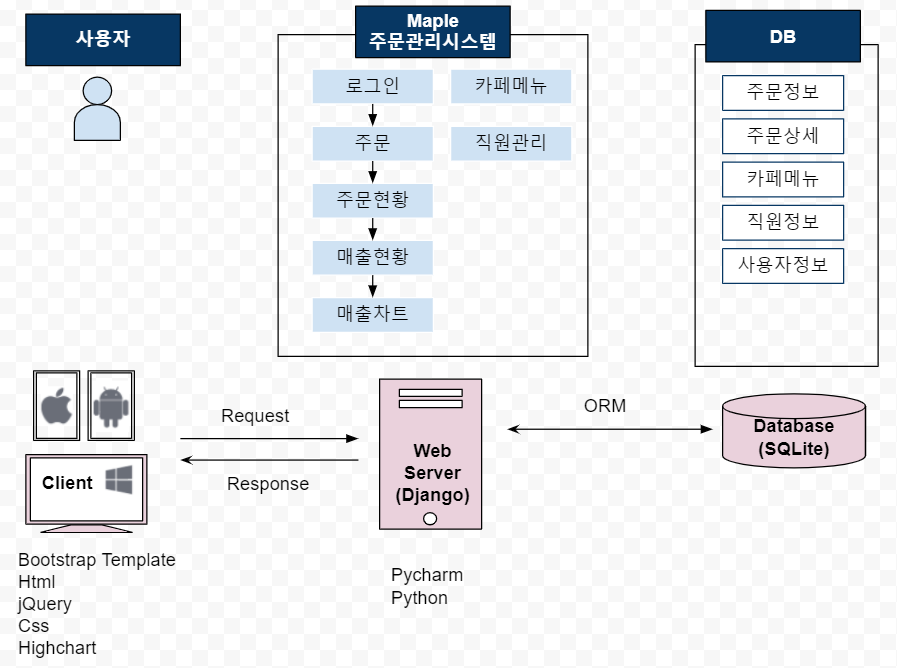 사용자
Maple
주문관리시스템
로그인
주문
주문현황
매출현황
매출차트
카페메뉴
직원관리
DB
주문정보
주문상세
카페메뉴
직원정보
사용자정보
Client
Bootstrap Template
Html
jQuery
Css
Highchart
Request
Response
Web
Server
(Django)
Pycharm
Python
ORM
Database
(SQLite)